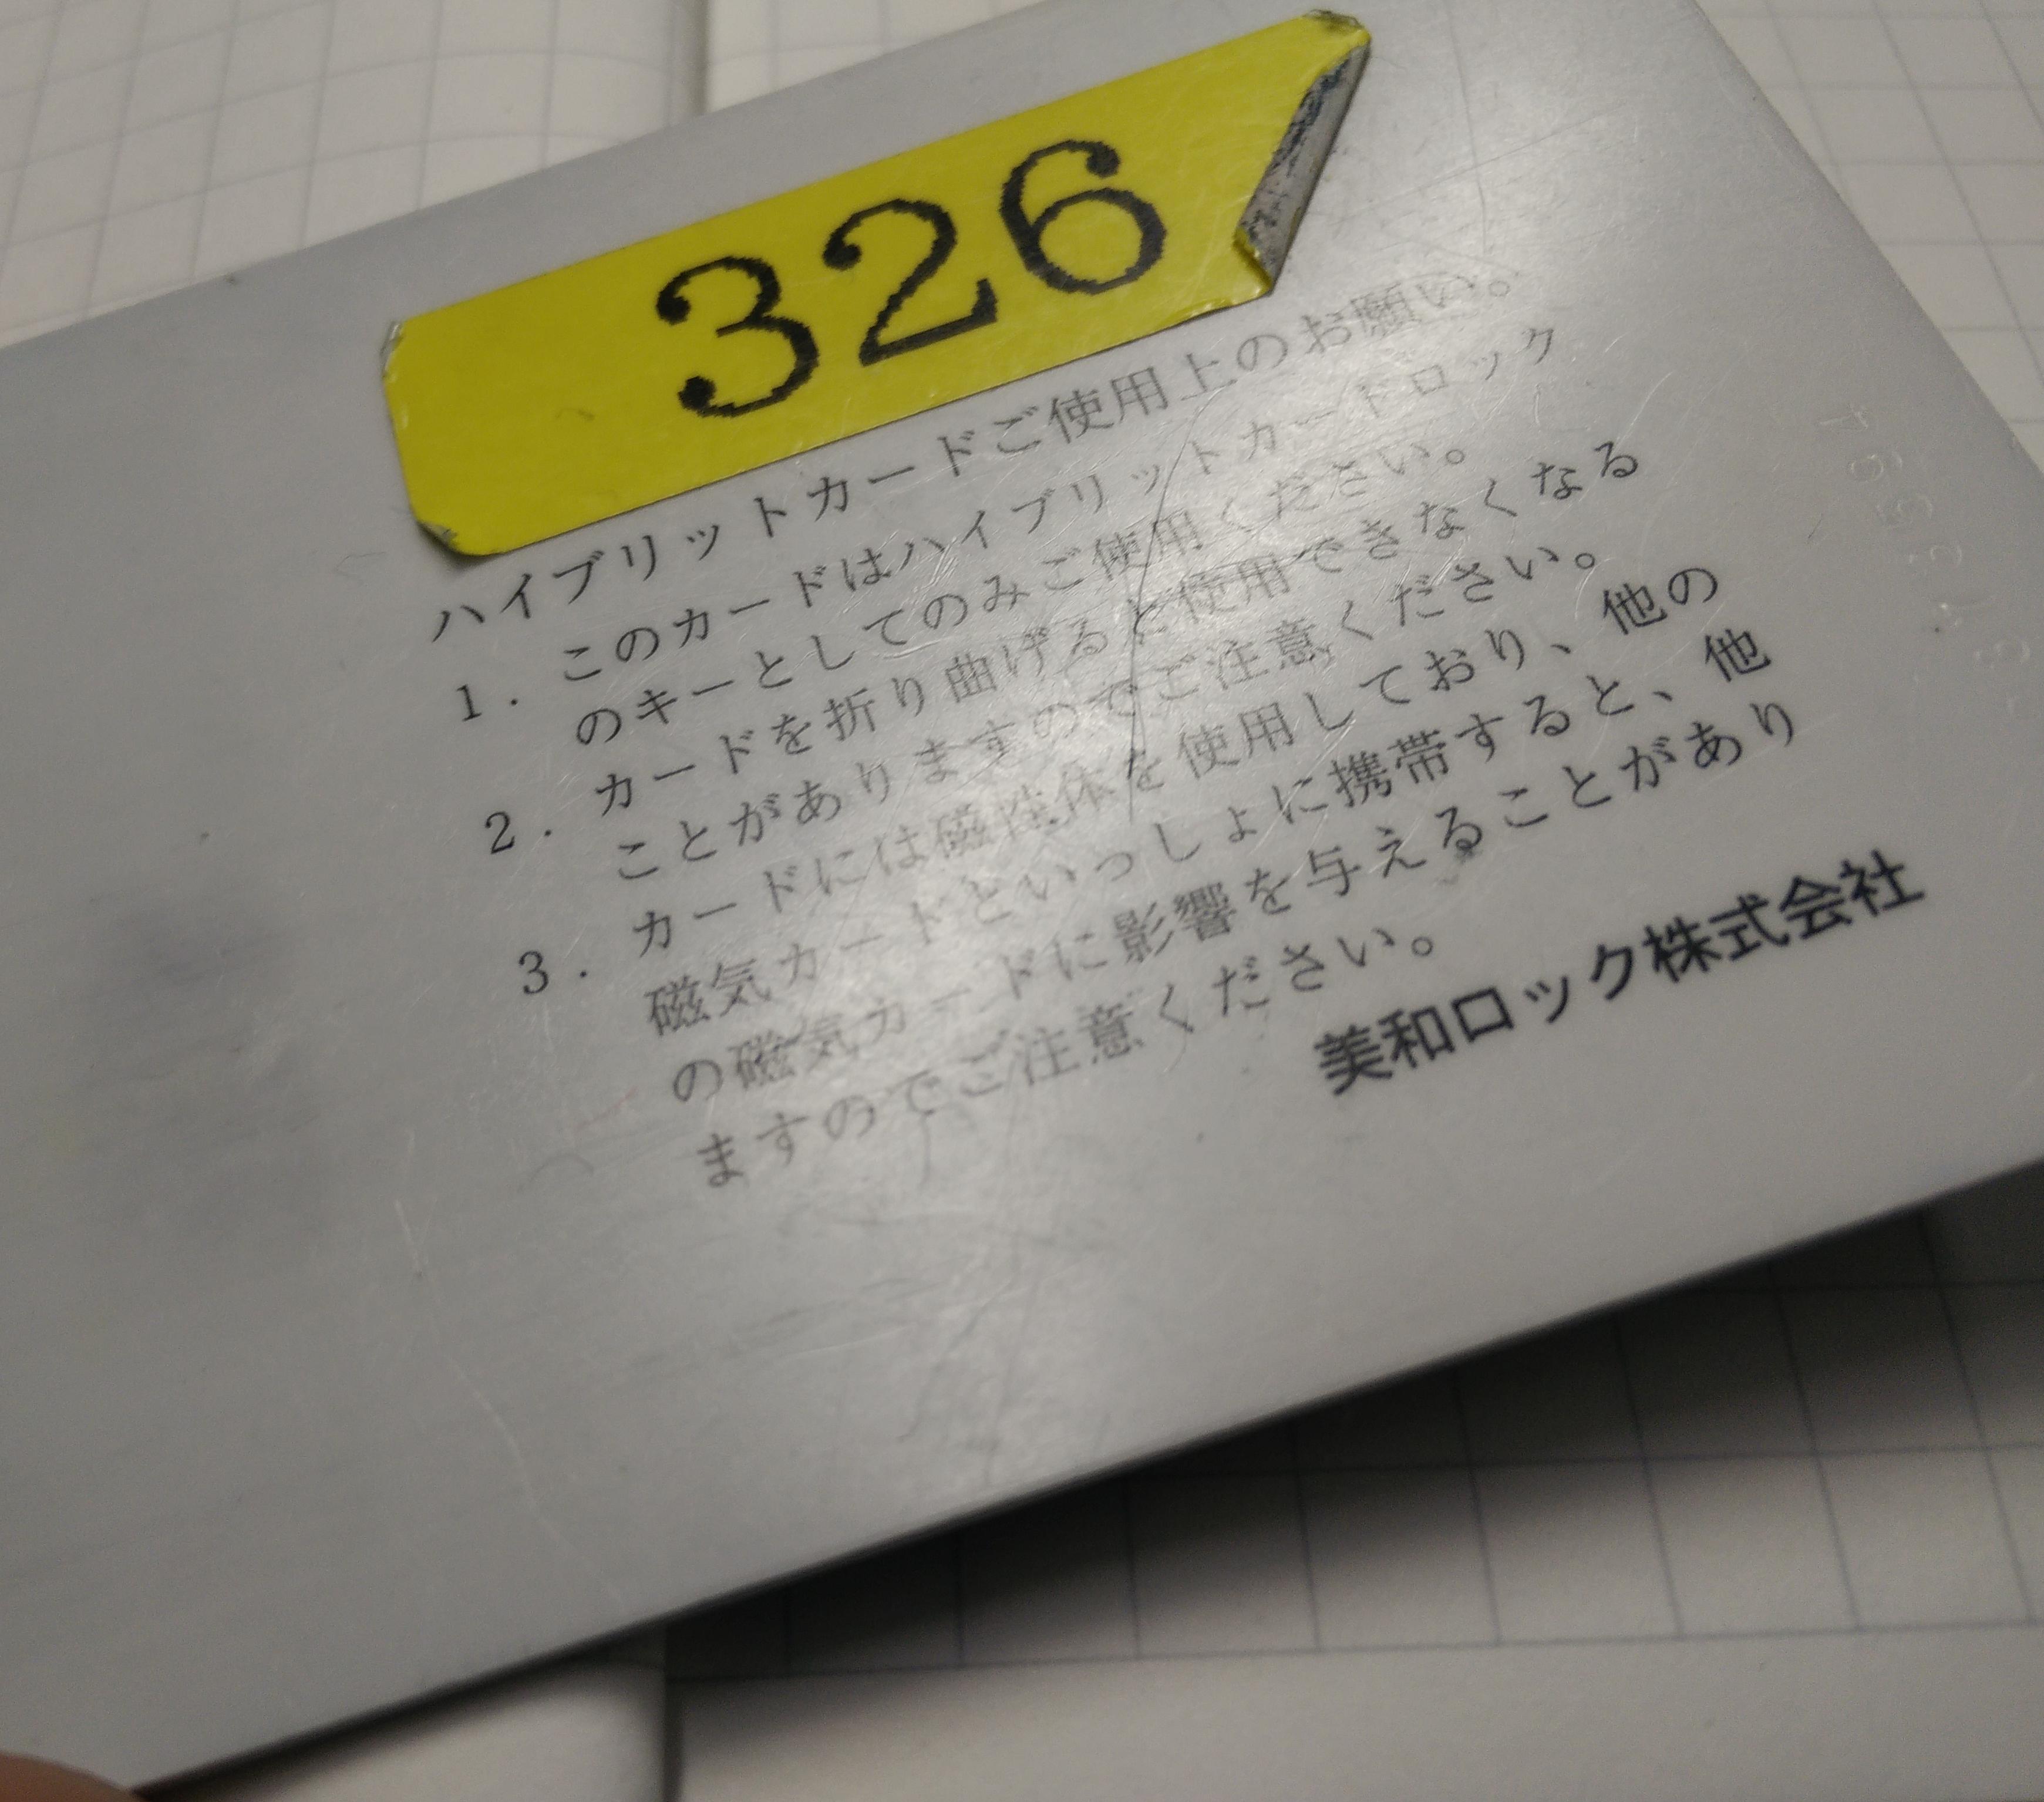 326
ハイブリットカードご使用上のお願い。
1. このカードはハイブリットカードロック
のキーとしてのみご使用ください。
2. カードを折り曲げると使用できなくなる
ことがありますのでご注意ください。
3. カードには磁性体を使用しており、他の
磁気カードといっしょに携帯すると、他
の磁気カードに影響を与えることがあり
ますのでご注意ください。
美和ロック株式会社